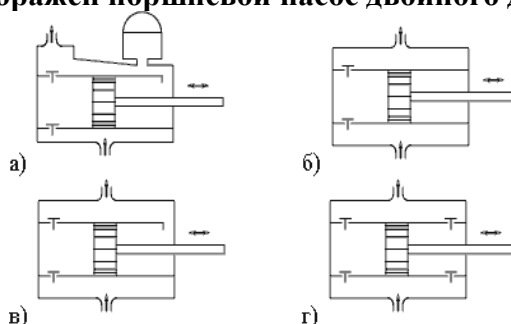 поршневой насос двойного
а)
б)
в)
г)